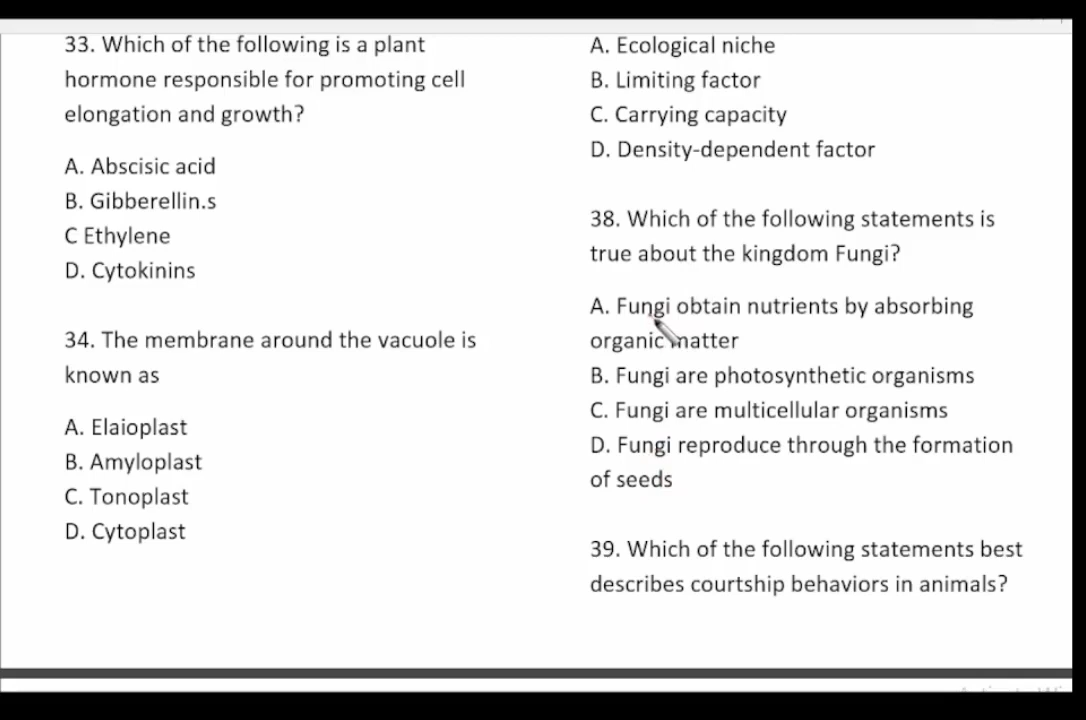 33. Which of the following is a plant
hormone responsible for promoting cell
elongation and growth?
A. Abscisic acid
B. Gibberellin.s
C Ethylene
D. Cytokinins
34. The membrane around the vacuole is
known as
A. Elaioplast
B. Amyloplast
C. Tonoplast
D. Cytoplast
A. Ecological niche
B. Limiting factor
C. Carrying capacity
D. Density-dependent factor
38. Which of the following statements is
true about the kingdom Fungi?
A. Fungi obtain nutrients by absorbing
organic matter
B. Fungi are photosynthetic organisms
C. Fungi are multicellular organisms
D. Fungi reproduce through the formation
of seeds
39. Which of the following statements best
describes courtship behaviors in animals?